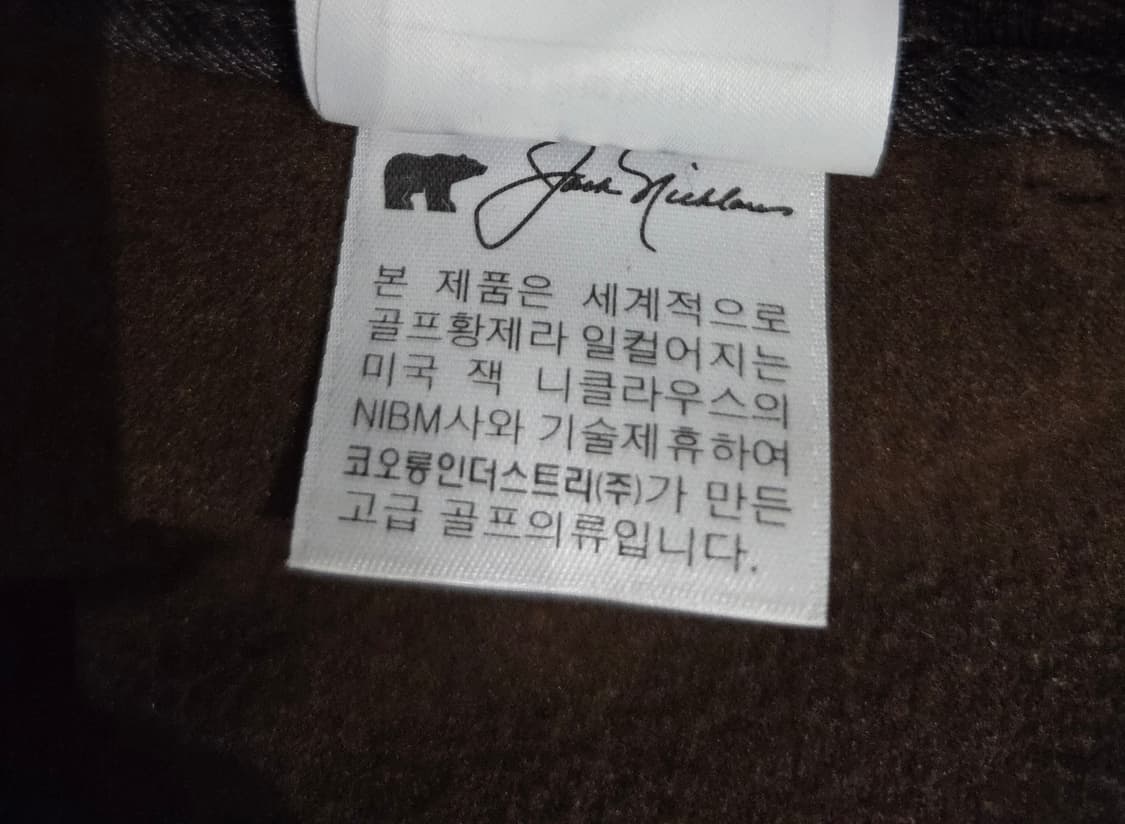 Jack Nicklaus
본 제품은 세계적으로
골프황제라 일컬어지는
미국 잭 니클라우스의
NIBM사와 기술제휴하여
코오롱인더스트리(주)가 만든
고급 골프의류입니다.